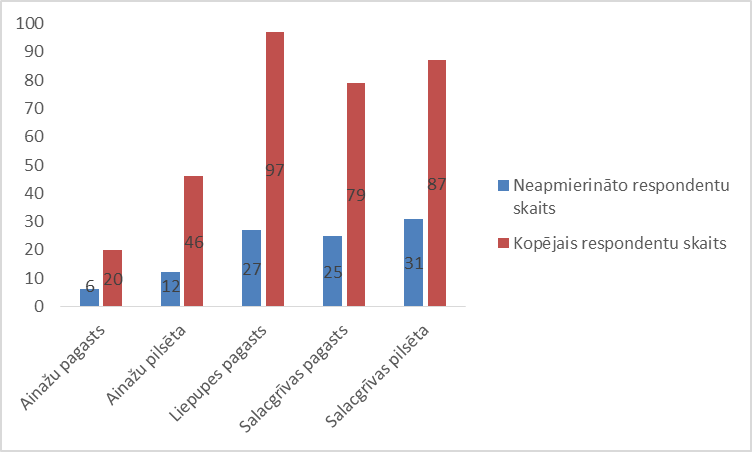 100
90
80
70
60
50
40
30
20
10
0
6
20
12
46
27
97
25
79
31
87
Ainažu pagasts
Ainažu pilsēta
Liepupes pagasts
Salacgrīvas pagasts
Salacgrīvas pilsēta
Neapmierināto respondentu
skaits
Kopējais respondentu skaits